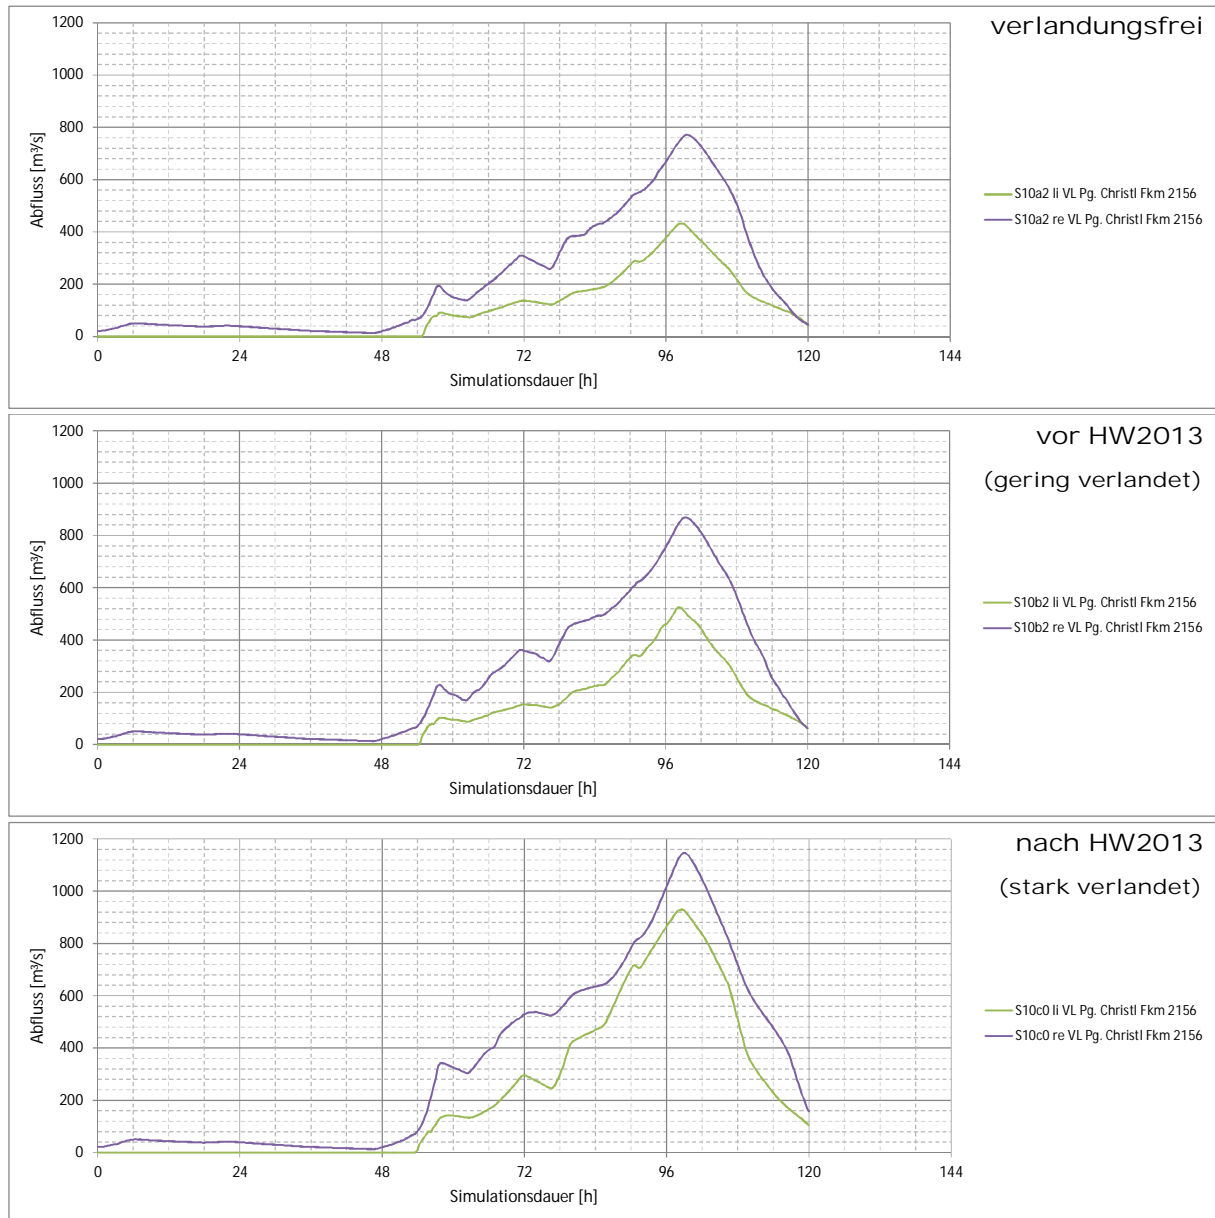 verlandungsfrei
1200
1000
800
600
400
200
0
Abfluss [m³/s]
0 24 48 72 96 120 144
Simulationsdauer [h]
S10a2 li VL Pg. Christl Fkm 2156
S10a2 re VL Pg. Christl Fkm 2156
vor HW2013
(gering verlandet)
1200
1000
800
600
400
200
0
Abfluss [m³/s]
0 24 48 72 96 120 144
Simulationsdauer [h]
S10b2 li VL Pg. Christl Fkm 2156
S10b2 re VL Pg. Christl Fkm 2156
nach HW2013
(stark verlandet)
1200
1000
800
600
400
200
0
Abfluss [m³/s]
0 24 48 72 96 120 144
Simulationsdauer [h]
S10c0 li VL Pg. Christl Fkm 2156
S10c0 re VL Pg. Christl Fkm 2156